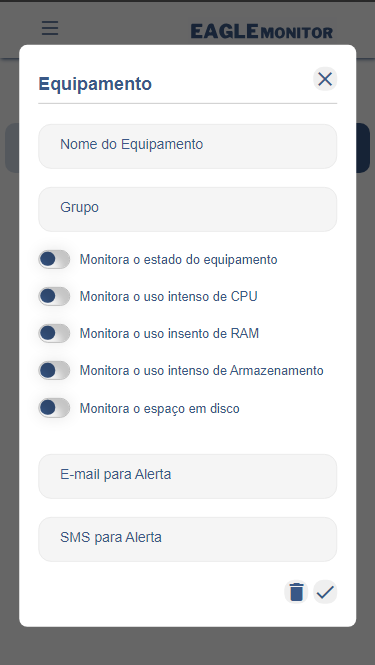 EAGLE MONITOR
Equipamento
Nome do Equipamento
Grupo
Monitora o estado do equipamento
Monitora o uso intenso de CPU
Monitora o uso insento de RAM
Monitora o uso intenso de Armazenamento
Monitora o espaço em disco
E-mail para Alerta
SMS para Alerta